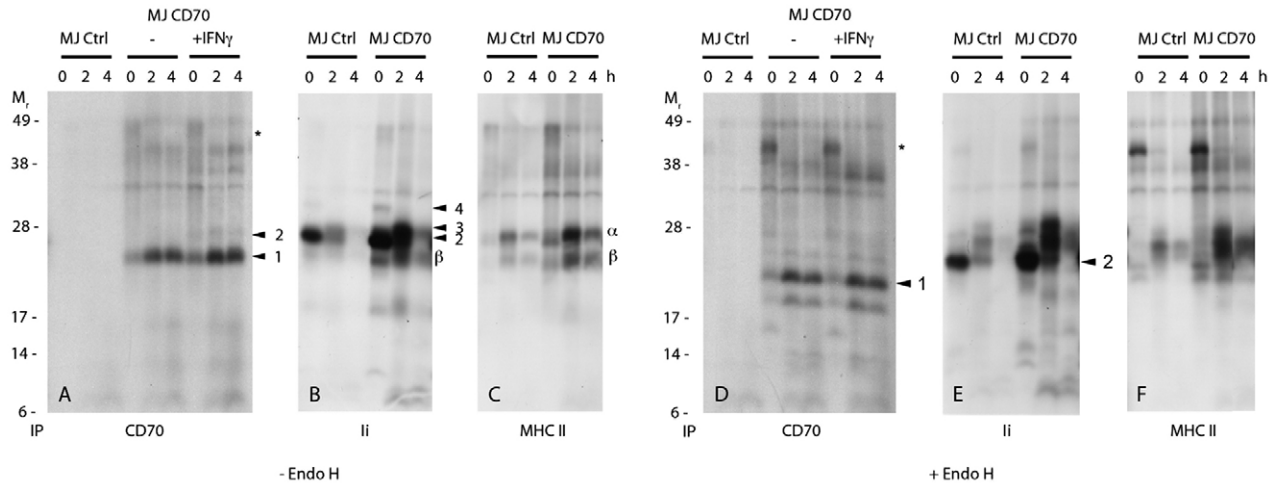 MJ CD70
MJ Ctrl - +IFNγ MJ Ctrl MJ CD70 MJ Ctrl MJ CD70
0 2 4 0 2 4 0 2 4 0 2 4 0 2 4 0 2 4 0 2 4 h
Mr
49 -
*
38 -
28 -
17 -
14 -
6 -
2
1
4
3
2
β
α
β
A B C
IP CD70 Ii MHC II
- Endo H
MJ CD70
MJ Ctrl - +IFNγ MJ Ctrl MJ CD70 MJ Ctrl MJ CD70
0 2 4 0 2 4 0 2 4 0 2 4 0 2 4 0 2 4 0 2 4 h
Mr
49 -
*
38 -
28 -
17 -
14 -
6 -
1
2
D E F
IP CD70 Ii MHC II
+ Endo H